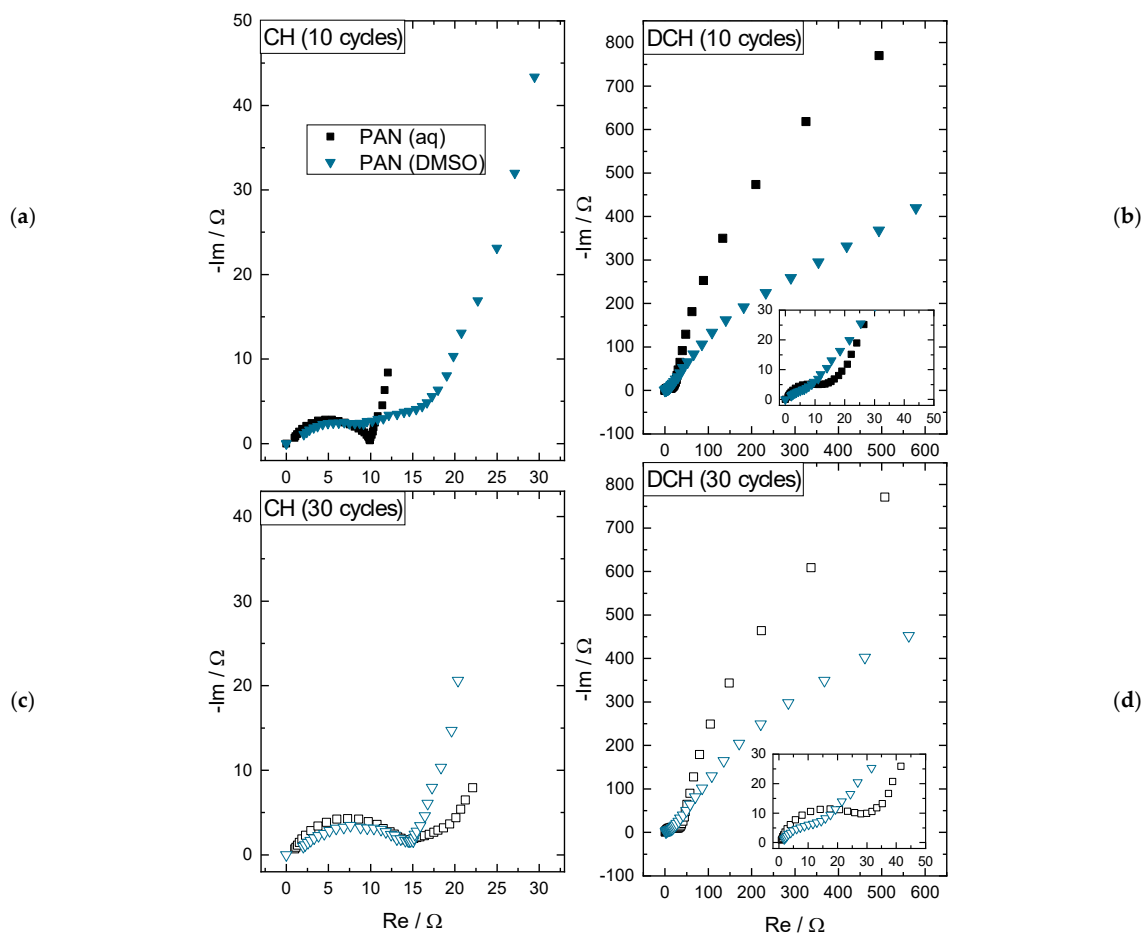 (a)
CH (10 cycles)
PAN (aq)
PAN (DMSO)
-Im / Ω
50
40
30
20
10
0
0 5 10 15 20 25 30
DCH (10 cycles)
-Im / Ω
800
700
600
500
400
300
200
100
0
-100
0 100 200 300 400 500 600
30
20
10
0
0 10 20 30 40 50
(b)
(c)
CH (30 cycles)
-Im / Ω
40
30
20
10
0
0 5 10 15 20 25 30
Re / Ω
DCH (30 cycles)
-Im / Ω
800
700
600
500
400
300
200
100
0
-100
0 100 200 300 400 500 600
Re / Ω
30
20
10
0
0 10 20 30 40 50
(d)